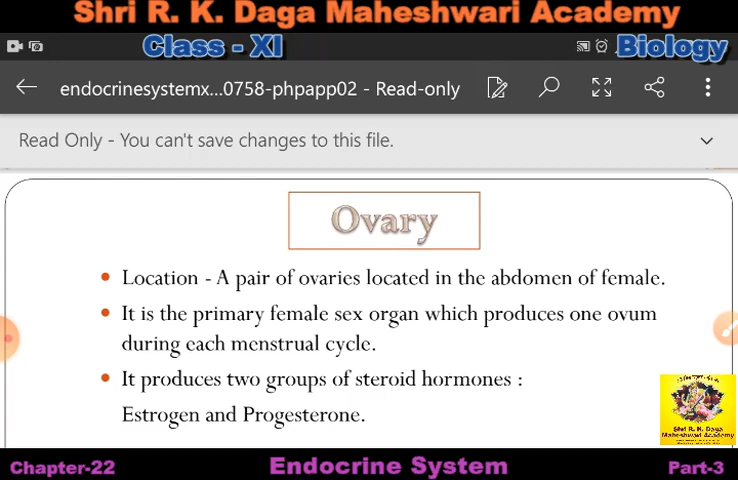 Shri R. K. Daga Maheshwari Academy
Class - XI
Biology
endocrinesystemx...0758-phpapp02 - Read-only
Read Only - You can't save changes to this file.
Ovary
Location - A pair of ovaries located in the abdomen of female.
It is the primary female sex organ which produces one ovum
during each menstrual cycle.
It produces two groups of steroid hormones :
Estrogen and Progesterone.
Shri R. K. Daga
Maheshwari Academy
Chapter-22
Endocrine System
Part-3